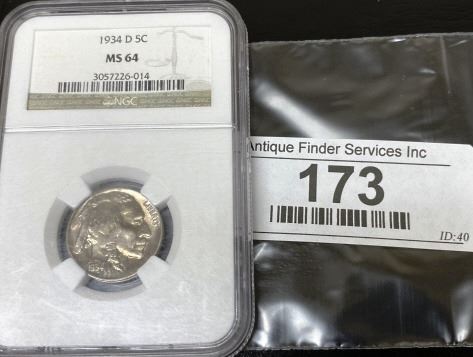 1934 D 5C
MS 64
3057226-014
NGC
LIBERTY
Antique Finder Services Inc
173
ID:40